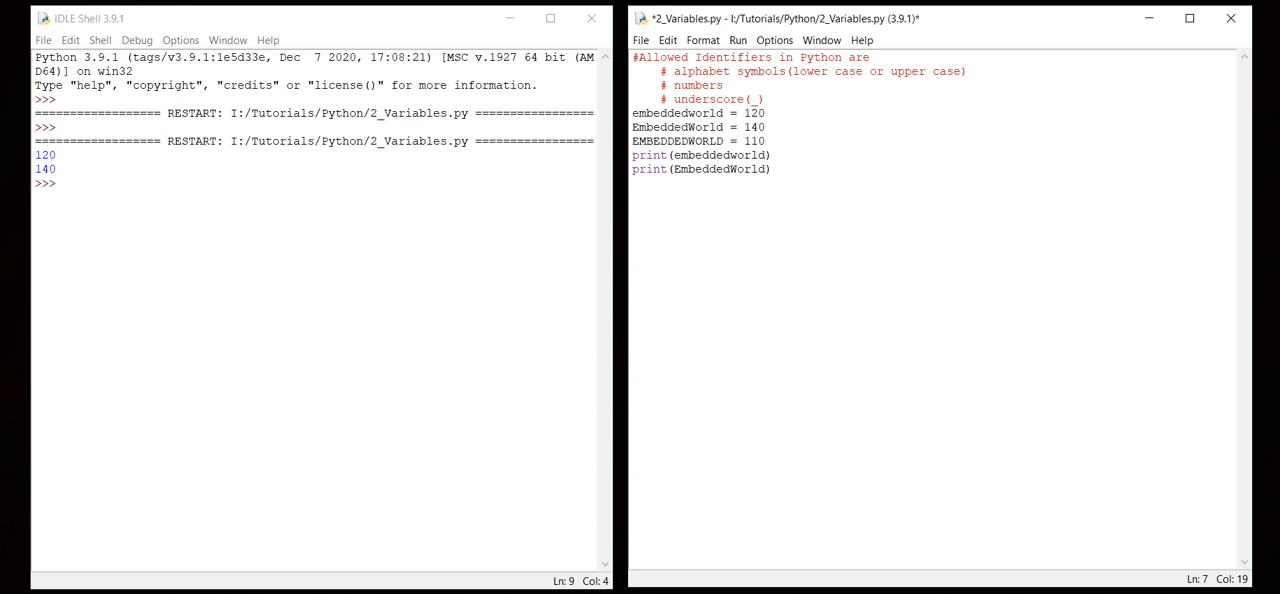 IDLE Shell 3.9.1
File Edit Shell Debug Options Window Help
Python 3.9.1 (tags/v3.9.1:1e5d33e, Dec  7 2020, 17:08:21) [MSC v.1927 64 bit (AM
D64)] on win32
Type "help", "copyright", "credits" or "license()" for more information.
>>>
================== RESTART: I:/Tutorials/Python/2_Variables.py =================
>>>
================== RESTART: I:/Tutorials/Python/2_Variables.py =================
120
140
>>>
Ln: 9 Col: 4
*2_Variables.py - I:/Tutorials/Python/2_Variables.py (3.9.1)*
File Edit Format Run Options Window Help
#Allowed Identifiers in Python are
    # alphabet symbols(lower case or upper case)
    # numbers
    # underscore(_)
embeddedworld = 120
EmbeddedWorld = 140
EMBEDDEDWORLD = 110
print(embeddedworld)
print(EmbeddedWorld)
Ln: 7 Col: 19